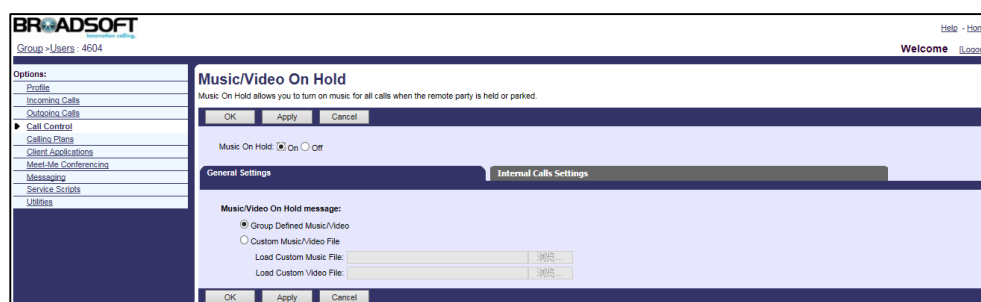 BROADSOFT
innovation calling.
Help - Hom
Group >Users : 4604
Welcome [Logou
Options:
Profile
Incoming Calls
Outgoing Calls
Call Control
Calling Plans
Client Applications
Meet-Me Conferencing
Messaging
Service Scripts
Utilities
Music/Video On Hold
Music On Hold allows you to turn on music for all calls when the remote party is held or parked.
OK Apply Cancel
Music On Hold: On Off
General Settings Internal Calls Settings
Music/Video On Hold message:
Group Defined Music/Video
Custom Music/Video File
Load Custom Music File: 浏览...
Load Custom Video File: 浏览...
OK Apply Cancel